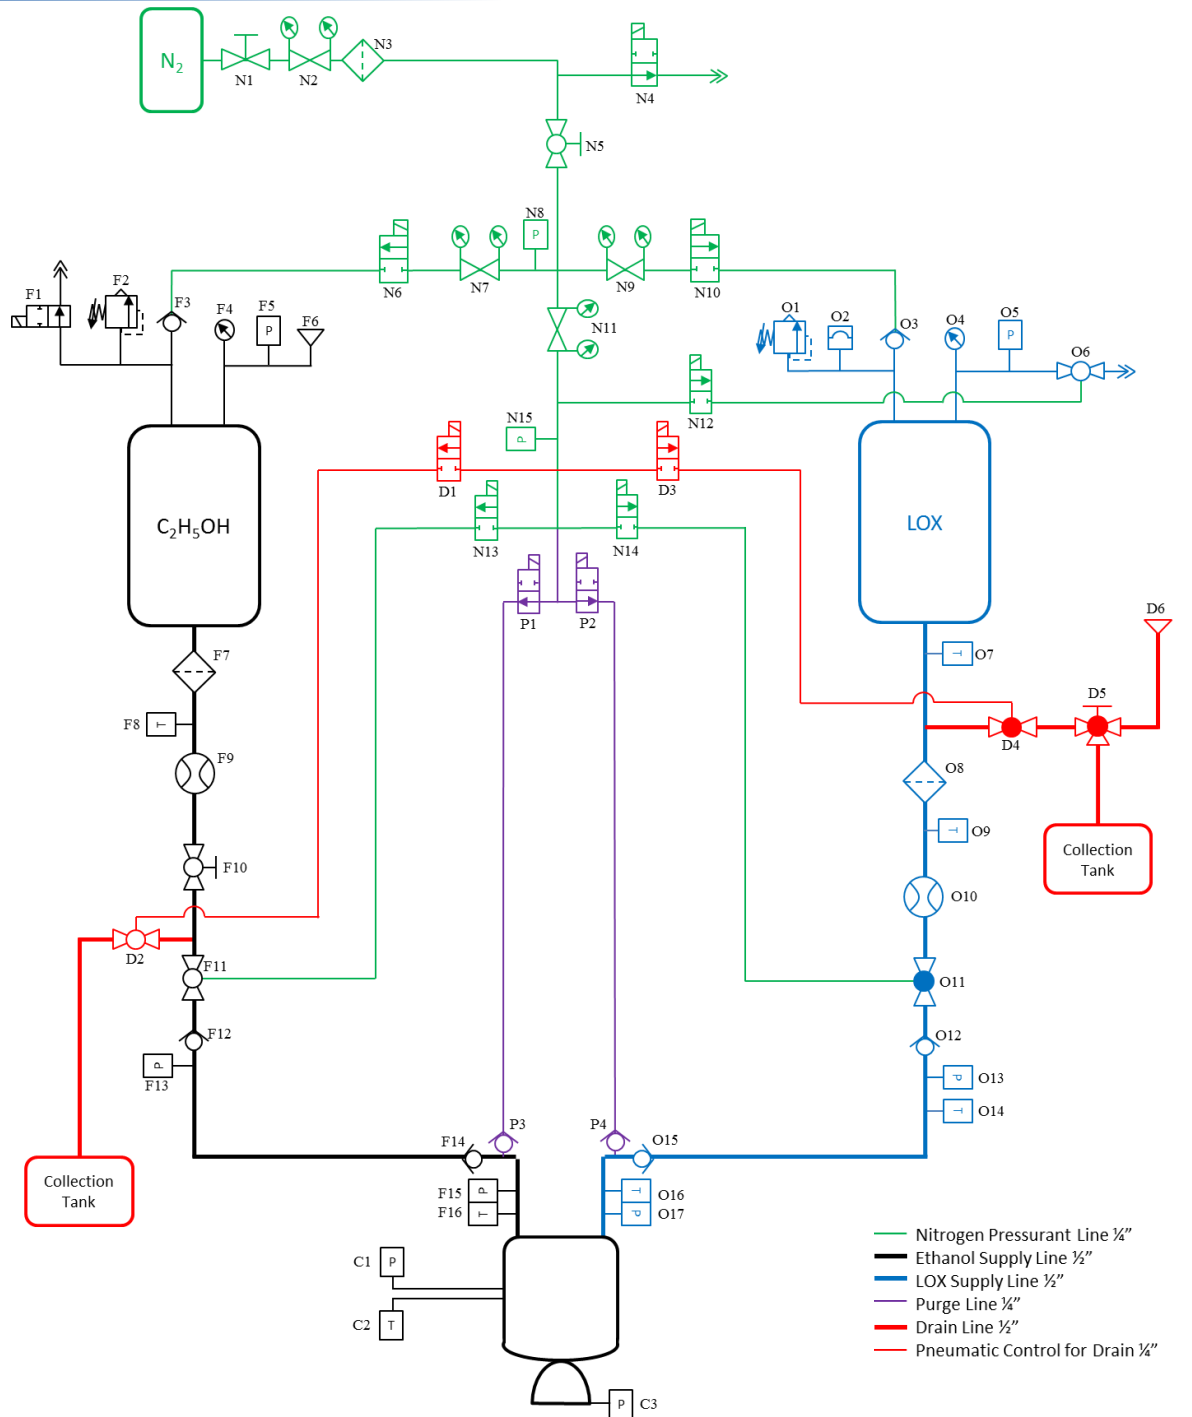 N2
N1
N2
N3
N4
N5
N8
P
N6
N7
N9
N10
N11
F1
F2
F3
F4
F5
P
F6
O1
O2
O3
O4
O5
P
O6
N12
N15
P
D1
D3
C2H5OH
LOX
N13
N14
P1
P2
D6
F7
O7
T
F8
T
D5
D4
F9
O8
O9
T
Collection
Tank
F10
O10
D2
F11
O11
F12
O12
F13
P
O13
P
O14
T
P3
P4
F14
O15
Collection
Tank
F15
P
F16
T
T
O16
P
O17
C1
P
C2
T
C3
P
Nitrogen Pressurant Line ¼”
Ethanol Supply Line ½”
LOX Supply Line ½”
Purge Line ¼”
Drain Line ½”
Pneumatic Control for Drain ¼”